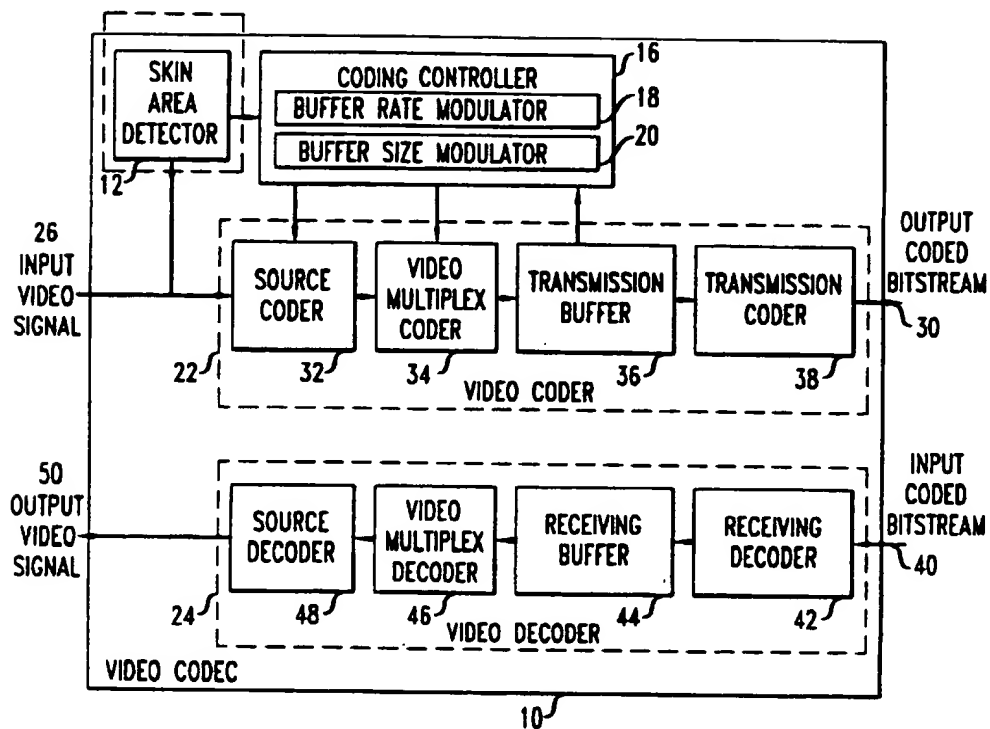 SKIN
AREA
DETECTOR
12
CODING CONTROLLER
16
BUFFER RATE MODULATOR
18
BUFFER SIZE MODULATOR
20
26
INPUT
VIDEO
SIGNAL
SOURCE
CODER
32
VIDEO
MULTIPLEX
CODER
34
TRANSMISSION
BUFFER
36
TRANSMISSION
CODER
38
OUTPUT
CODED
BITSTREAM
30
22
VIDEO CODER
50
OUTPUT
VIDEO
SIGNAL
SOURCE
DECODER
48
VIDEO
MULTIPLEX
DECODER
46
RECEIVING
BUFFER
44
RECEIVING
DECODER
42
INPUT
CODED
BITSTREAM
40
24
VIDEO DECODER
VIDEO CODEC
10